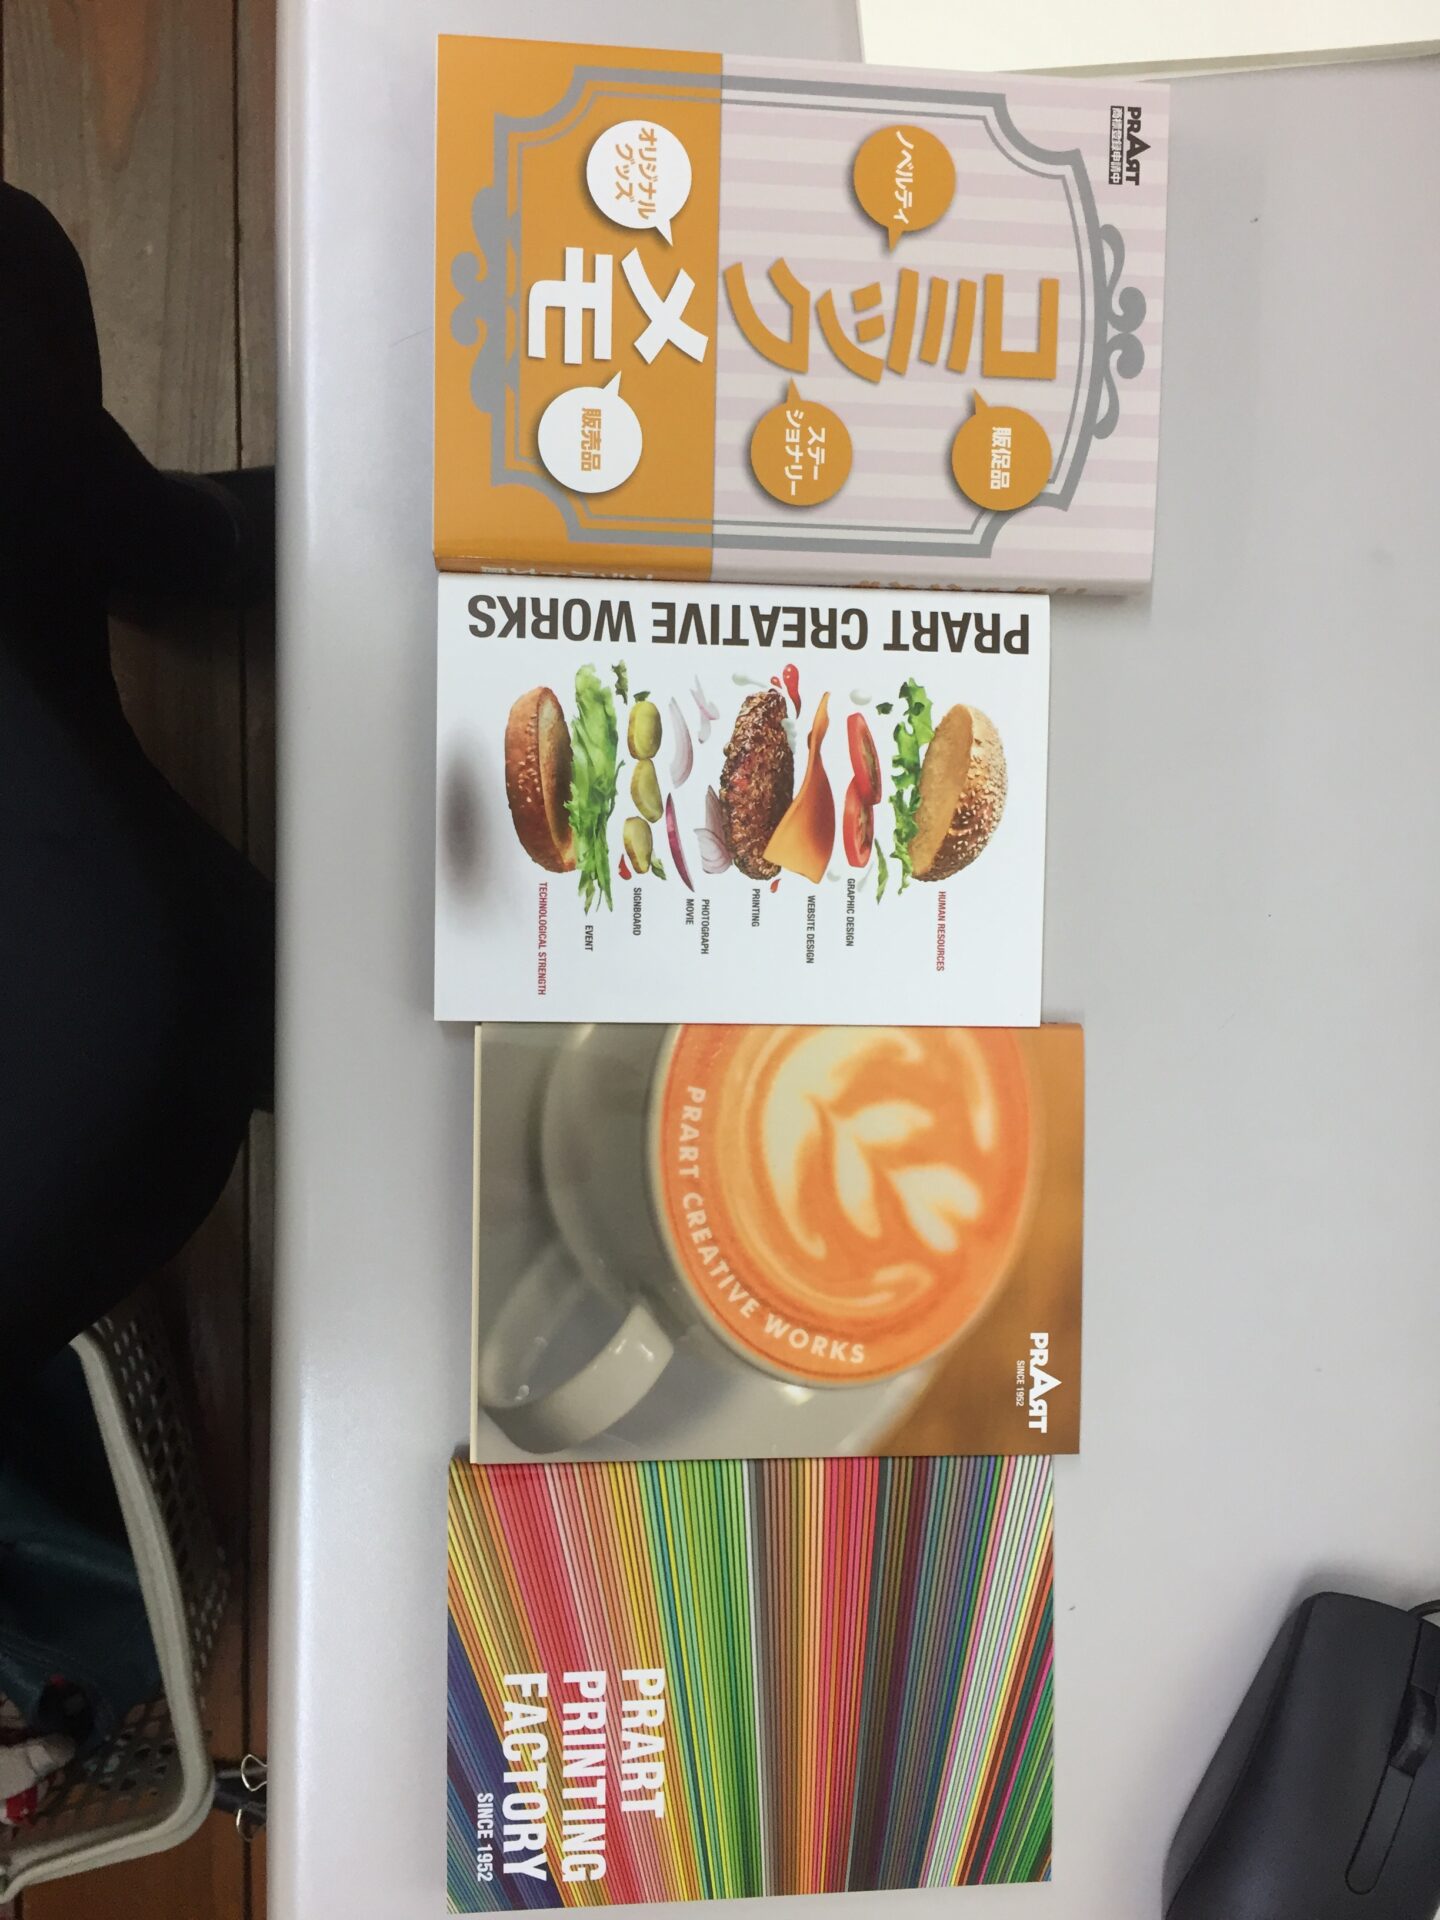 PRART
商標登録申請中
ノベルティ
コミック
販促品
ステー
ショナリー
オリジナル
グッズ
メモ
販売品
PRART CREATIVE WORKS
HUMAN RESOURCES
GRAPHIC DESIGN
WEBSITE DESIGN
PRINTING
PHOTOGRAPH
MOVIE
SIGNBOARD
EVENT
TECHNOLOGICAL STRENGTH
PRART CREATIVE WORKS
PRART
SINCE 1952
PRART
PRINTING
FACTORY
SINCE 1952